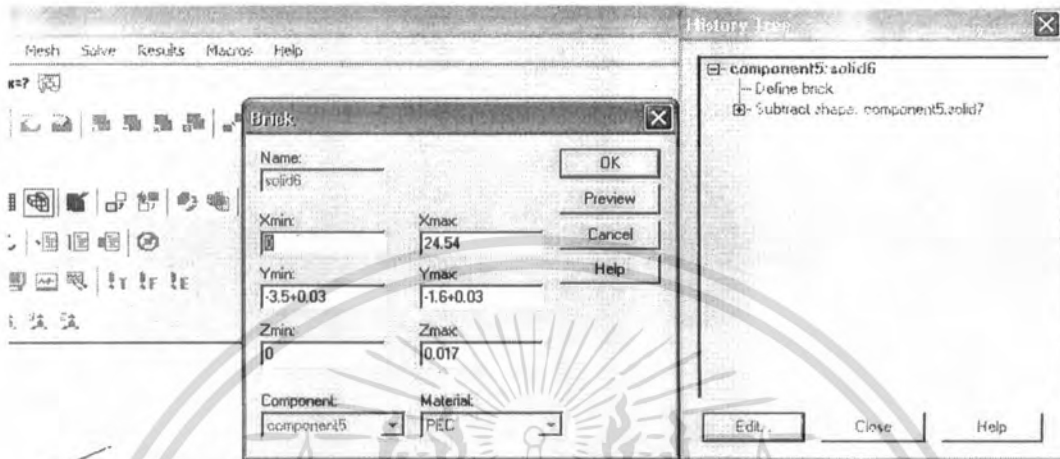 Mesh Solve Results Macros Help
Brick
Name:
solid6
OK
Preview
Xmin:
0
Xmax:
24.54
Cancel
Ymin:
-3.5+0.03
Ymax:
-1.6+0.03
Help
Zmin:
0
Zmax:
0.017
Component:
component5
Material:
PEC
History Tree
component5: solid6
Define brick
Subtract shape: component5:solid7
Edit...
Close
Help